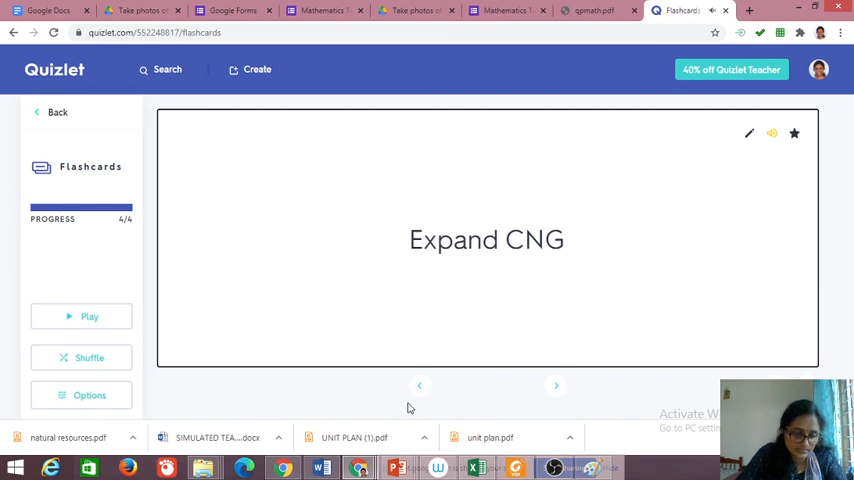 Google Docs
Take photos of
Google Forms
Mathematics T
Take photos of
Mathematics T
qpmath.pdf
Flashcards
quizlet.com/552248817/flashcards
Quizlet
Search
Create
40% off Quizlet Teacher
Back
Flashcards
PROGRESS 4/4
Expand CNG
Play
Shuffle
Options
Activate W
Go to PC settin
natural resources.pdf
SIMULATED TEA....docx
UNIT PLAN (1).pdf
unit plan.pdf
Hide